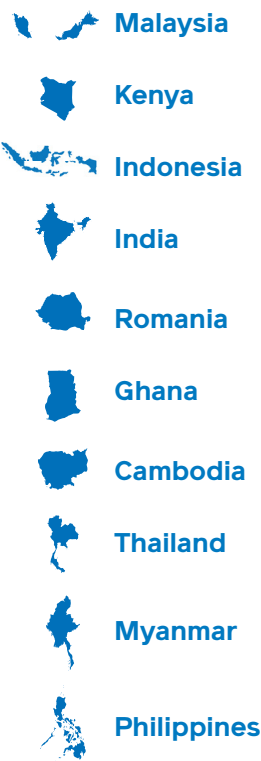 Malaysia
Kenya
Indonesia
India
Romania
Ghana
Cambodia
Thailand
Myanmar
Philippines